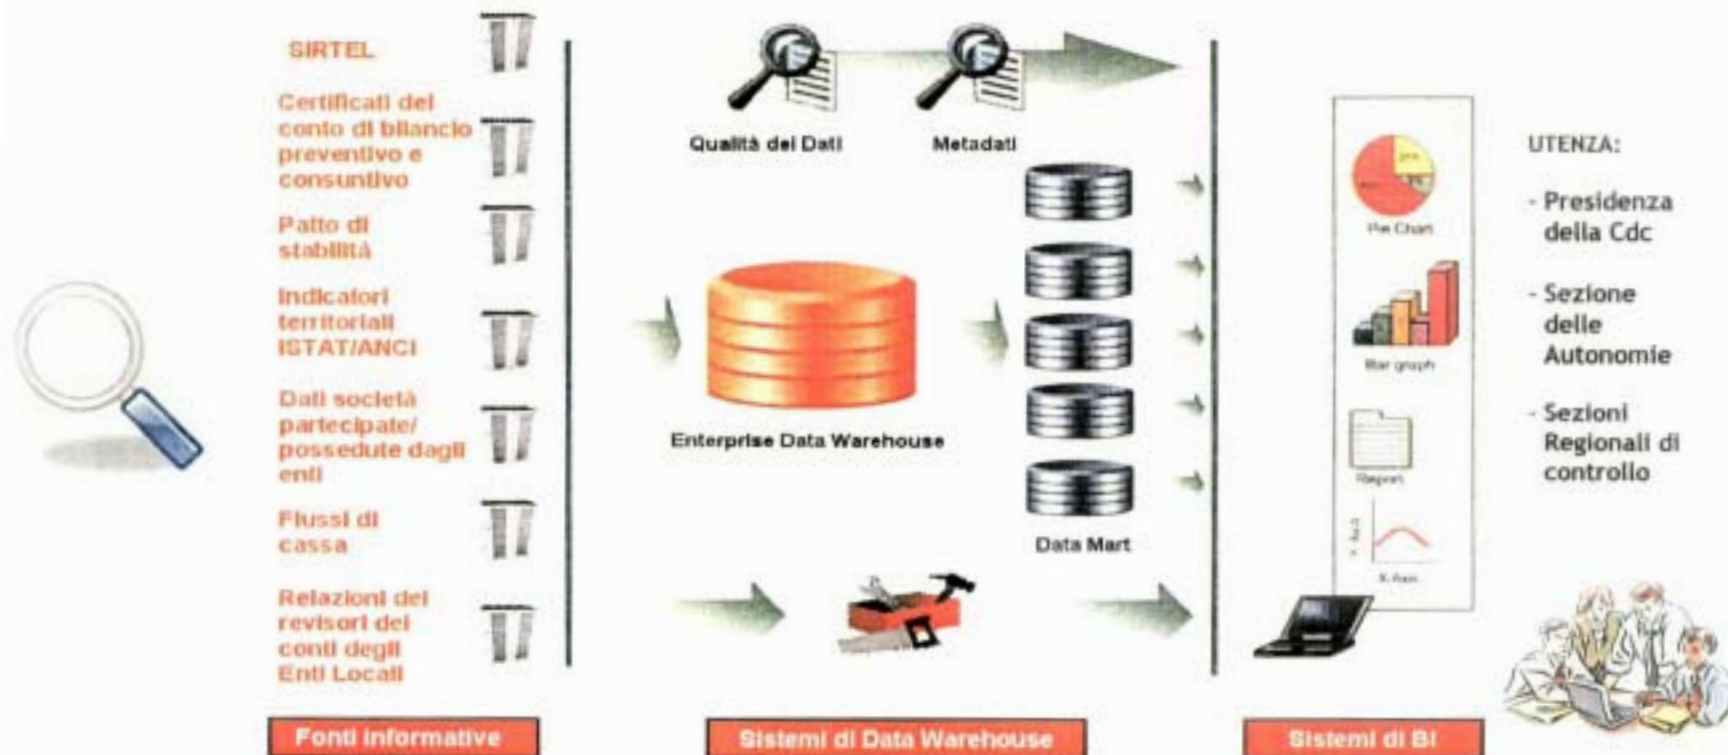 SIRTEL
Certificati del
conto di bilancio
preventivo e
consuntivo
Patto di
stabilità
Indicatori
territoriali
ISTAT/ANCI
Dati società
partecipate/
possedute dagli
enti
Flussi di
cassa
Relazioni dei
revisori dei
conti degli
Enti Locali
Fonti informative
Qualità dei Dati
Metadati
Enterprise Data Warehouse
Data Mart
Sistemi di Data Warehouse
Pie Chart
Bar graph
Report
X-Axis
Sistemi di BI
UTENZA:
- Presidenza
della Cdc
- Sezione
delle
Autonomie
- Sezioni
Regionali di
controllo